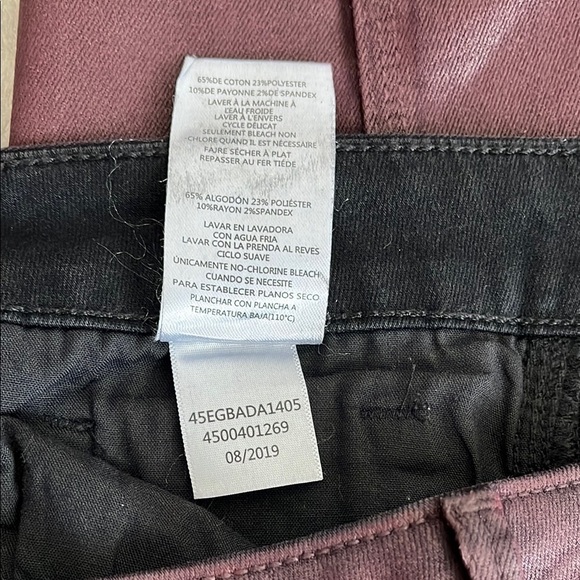 65%DE COTON 23%POLYESTER
10%DE PAYONNE 2%DE SPANDEX
LAVER À LA MACHINE À
L'EAU FROIDE
LAVER À L'ENVERS
CYCLE DÉLICAT
SEULEMENT BLEACH NON
CHLORE QUAND IL EST NÉCESSAIRE
FAIRE SÉCHER À PLAT
REPASSER AU FER TIÉDE
65% ALGODÓN 23% POLIÉSTER
10%RAYON 2%SPANDEX
LAVAR EN LAVADORA
CON AGUA FRIA
LAVAR CON LA PRENDA AL REVES
CICLO SUAVE
ÚNICAMENTE NO-CHLORINE BLEACH
CUANDO SE NECESITE
PARA ESTABLECER PLANOS SECO
PLANCHAR CON PLANCHA A
TEMPERATURA BAJA(110°C)
45EGBADA1405
4500401269
08/2019